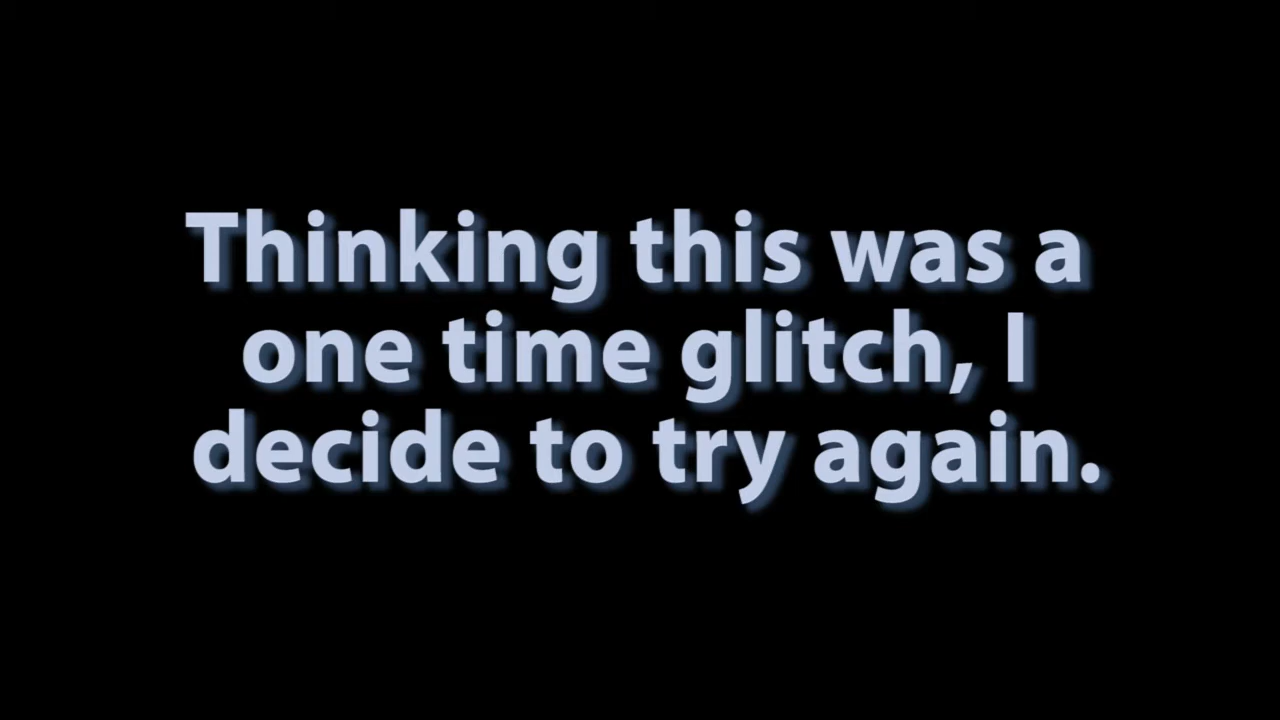 Thinking this was a
one time glitch, I
decide to try again.